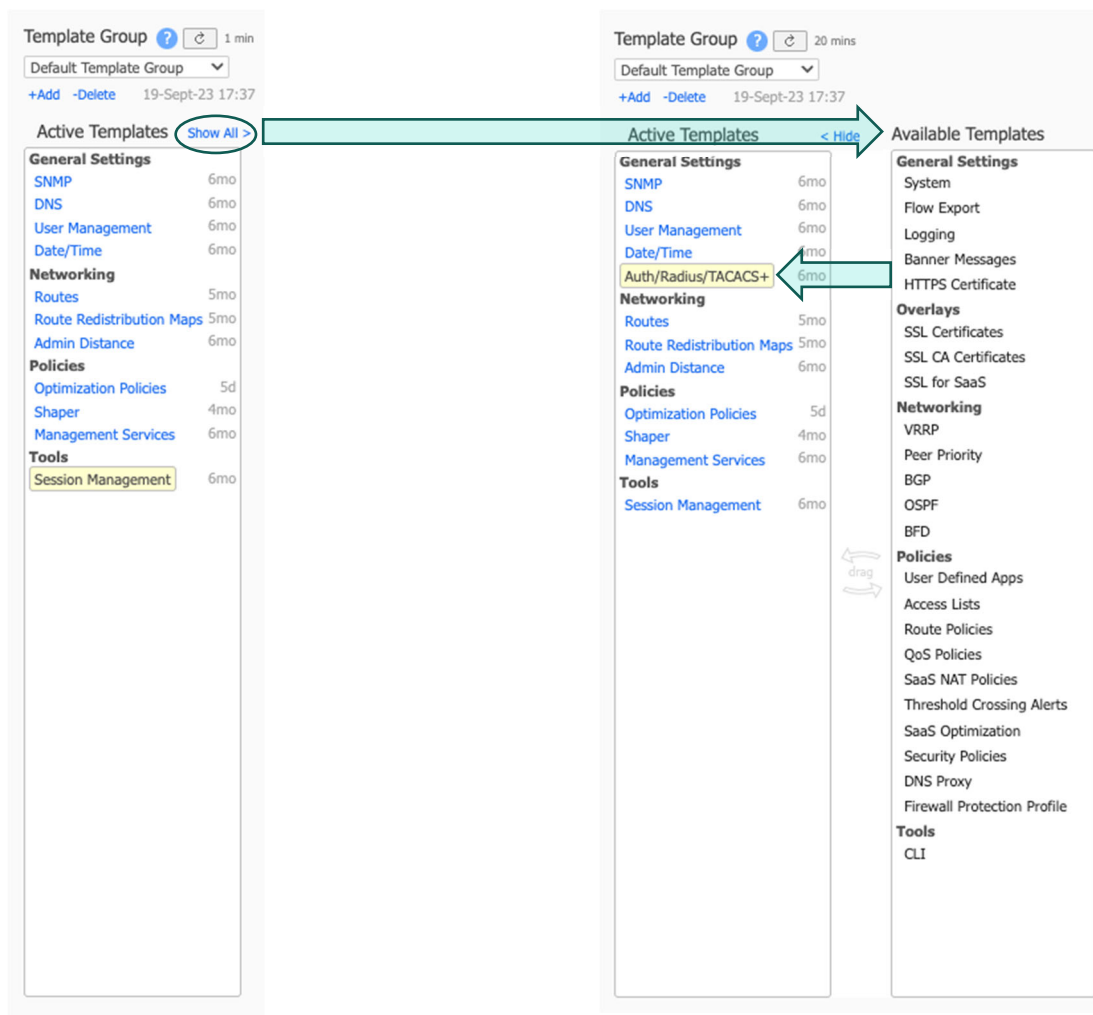 Template Group ? 1 min
Default Template Group
+Add -Delete 19-Sept-23 17:37
Active Templates Show All >
General Settings
SNMP 6mo
DNS 6mo
User Management 6mo
Date/Time 6mo
Networking
Routes 5mo
Route Redistribution Maps 5mo
Admin Distance 6mo
Policies
Optimization Policies 5d
Shaper 4mo
Management Services 6mo
Tools
Session Management 6mo
Template Group ? 20 mins
Default Template Group
+Add -Delete 19-Sept-23 17:37
Active Templates < Hide
General Settings
SNMP 6mo
DNS 6mo
User Management 6mo
Date/Time 6mo
Auth/Radius/TACACS+ 6mo
Networking
Routes 5mo
Route Redistribution Maps 5mo
Admin Distance 6mo
Policies
Optimization Policies 5d
Shaper 4mo
Management Services 6mo
Tools
Session Management 6mo
drag
Available Templates
General Settings
System
Flow Export
Logging
Banner Messages
HTTPS Certificate
Overlays
SSL Certificates
SSL CA Certificates
SSL for SaaS
Networking
VRRP
Peer Priority
BGP
OSPF
BFD
Policies
User Defined Apps
Access Lists
Route Policies
QoS Policies
SaaS NAT Policies
Threshold Crossing Alerts
SaaS Optimization
Security Policies
DNS Proxy
Firewall Protection Profile
Tools
CLI